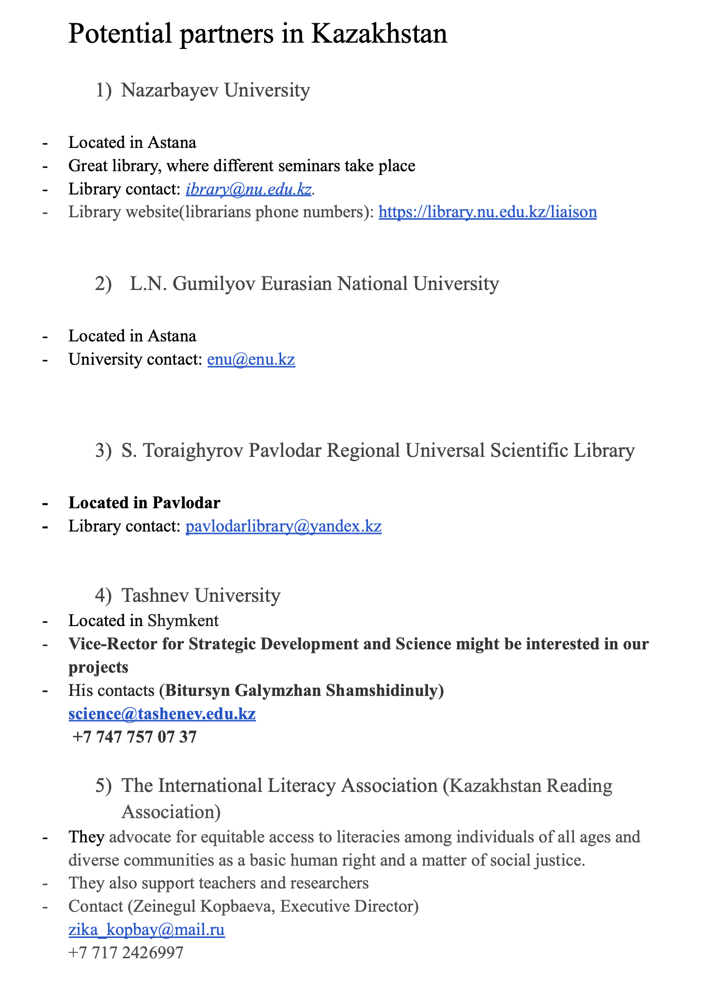 Potential partners in Kazakhstan
1) Nazarbayev University
- Located in Astana
- Great library, where different seminars take place
- Library contact: ibrary@nu.edu.kz.
- Library website(librarians phone numbers): https://library.nu.edu.kz/liaison
2) L.N. Gumilyov Eurasian National University
- Located in Astana
- University contact: enu@enu.kz
3) S. Toraighyrov Pavlodar Regional Universal Scientific Library
- Located in Pavlodar
- Library contact: pavlodarlibrary@yandex.kz
4) Tashnev University
- Located in Shymkent
- Vice-Rector for Strategic Development and Science might be interested in our
projects
- His contacts (Bitursyn Galymzhan Shamshidinuly)
science@tashenev.edu.kz
+7 747 757 07 37
5) The International Literacy Association (Kazakhstan Reading
Association)
- They advocate for equitable access to literacies among individuals of all ages and
diverse communities as a basic human right and a matter of social justice.
- They also support teachers and researchers
- Contact (Zeinegul Kopbaeva, Executive Director)
zika_kopbay@mail.ru
+7 717 2426997